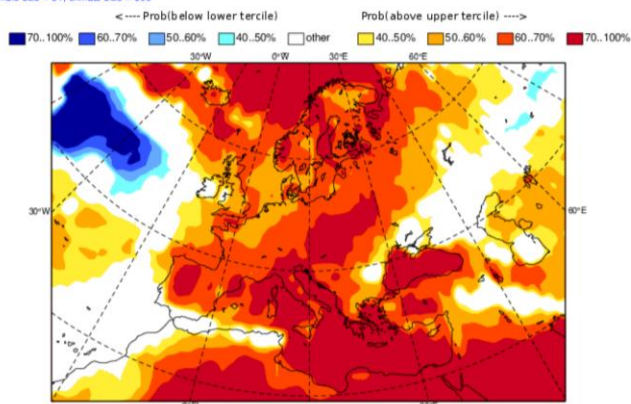 <---- Prob(below lower tercile) Prob(above upper tercile) ---->
70..100% 60..70% 50..60% 40..50% other 40..50% 50..60% 60..70% 70..100%
30°W 0°W 30°E 60°E
30°W 60°E